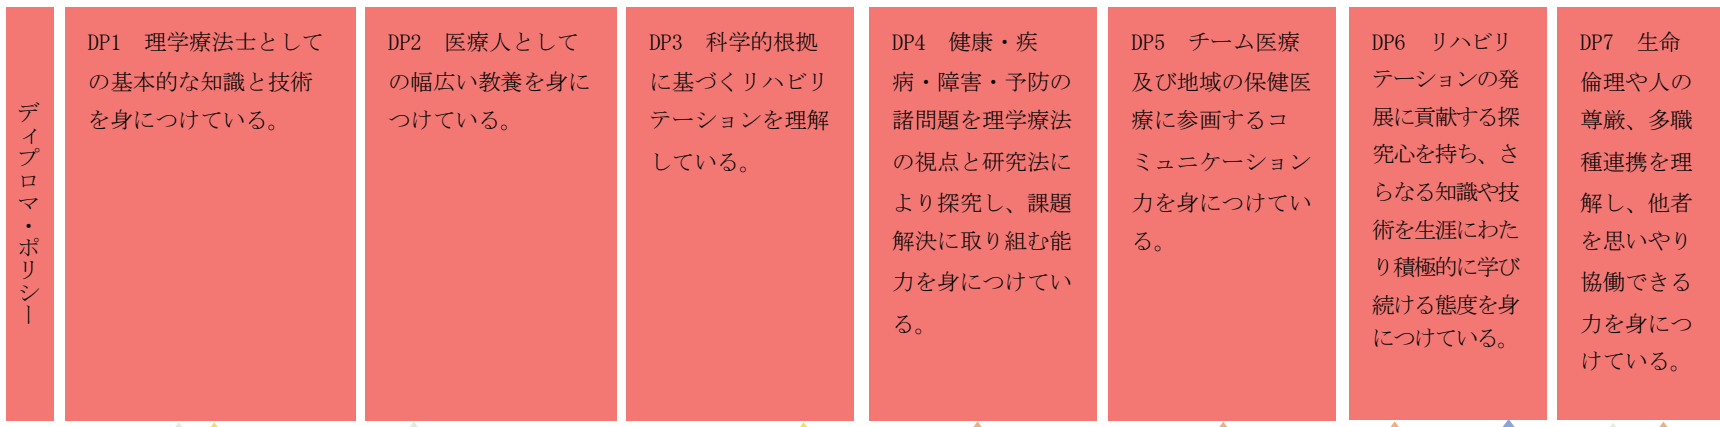 ディプロマ・ポリシー
DP1　理学療法士として
の基本的な知識と技術
を身につけている。
DP2　医療人として
の幅広い教養を身に
つけている。
DP3　科学的根拠
に基づくリハビリ
テーションを理解
している。
DP4　健康・疾
病・障害・予防の
諸問題を理学療法
の視点と研究法に
より探究し、課題
解決に取り組む能
力を身につけてい
る。
DP5　チーム医療
及び地域の保健医
療に参画するコ
ミュニケーション
力を身につけてい
る。
DP6　リハビリ
テーションの発
展に貢献する探
究心を持ち、さ
らなる知識や技
術を生涯にわた
り積極的に学び
続ける態度を身
につけている。
DP7　生命
倫理や人の
尊厳、多職
種連携を理
解し、他者
を思いやり
協働できる
力を身につ
けている。